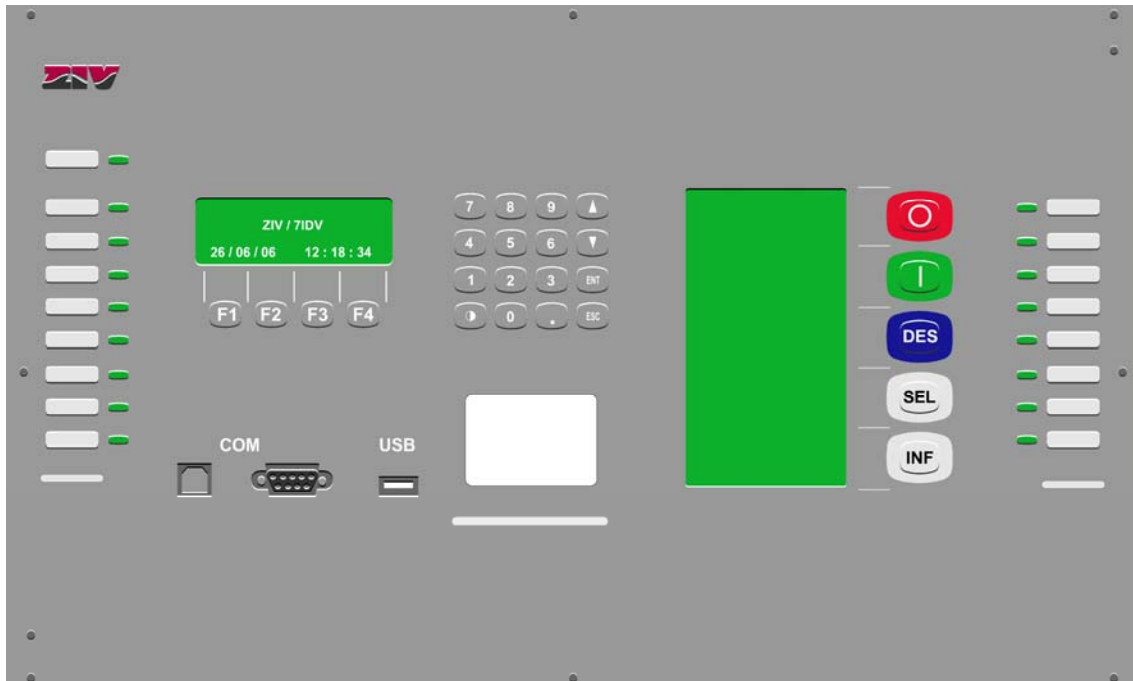 ZIV
ZIV / 7IDV
26 / 06 / 06 12 : 18 : 34
F1 F2 F3 F4
7 8 9
4 5 6
1 2 3 ENT
0 . ESC
DES
SEL
INF
COM USB